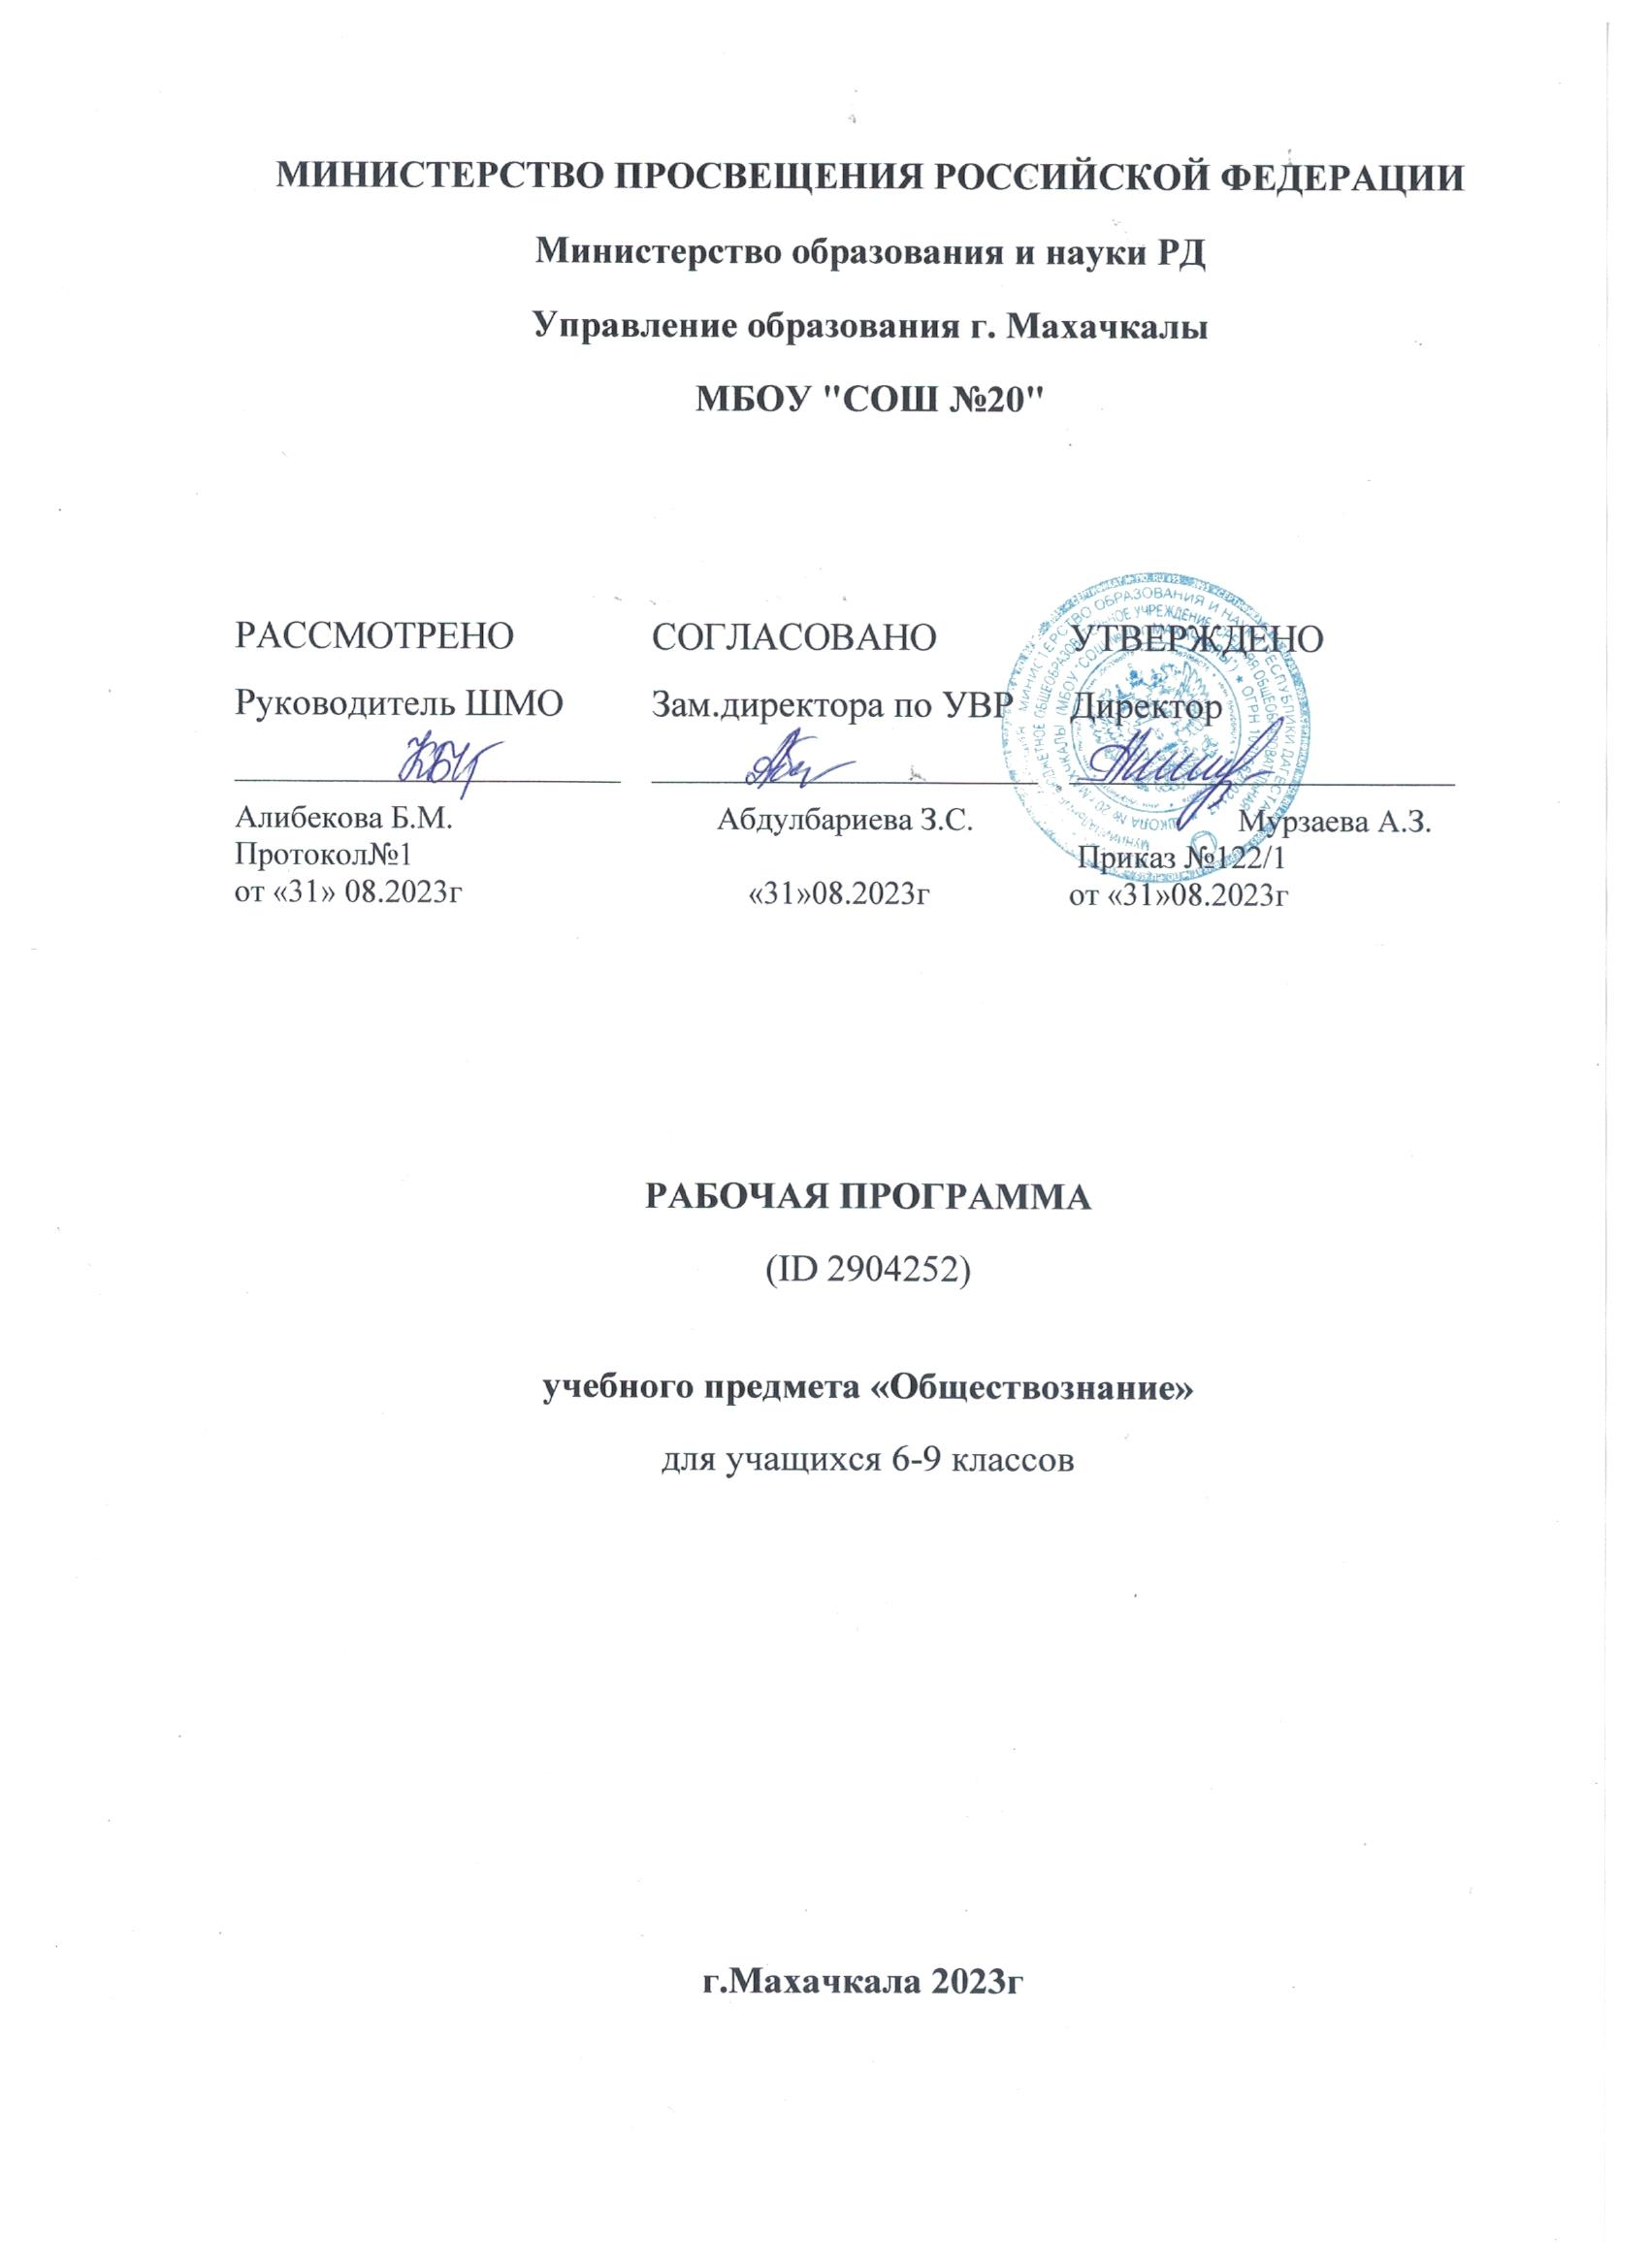 МИНИСТЕРСТВО ПРОСВЕЩЕНИЯ РОССИЙСКОЙ ФЕДЕРАЦИИ
Министерство образования и науки РД
Управление образования г. Махачкалы
МБОУ "СОШ №20"
РАССМОТРЕНО
Руководитель ШМО
Алибекова Б.М.
Протокол№1
от «31» 08.2023г
СОГЛАСОВАНО
Зам.директора по УВР
Абдулбариева З.С.
«31»08.2023г
УТВЕРЖДЕНО
Директор
Мурзаева А.З.
Приказ №122/1
от «31»08.2023г
РАБОЧАЯ ПРОГРАММА
(ID 2904252)
учебного предмета «Обществознание»
для учащихся 6-9 классов
г.Махачкала 2023г